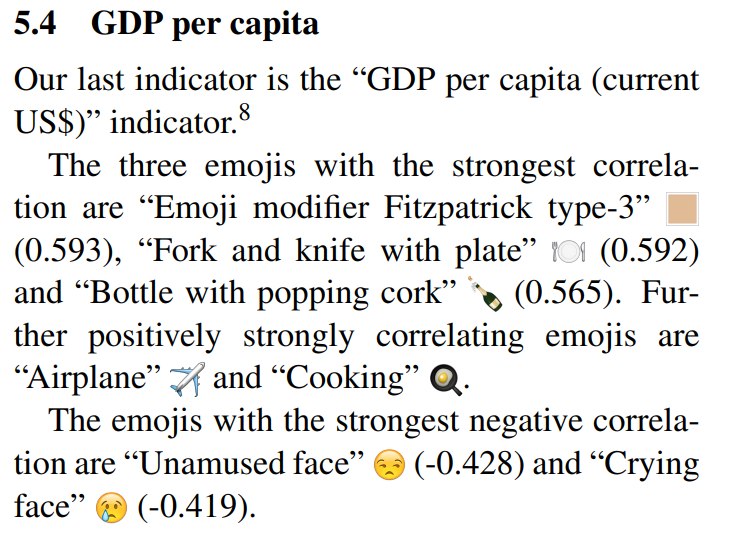 5.4 GDP per capita
Our last indicator is the “GDP per capita (current
US$)” indicator.8
The three emojis with the strongest correla-
tion are “Emoji modifier Fitzpatrick type-3” 🏼
(0.593), “Fork and knife with plate” 🍽 (0.592)
and “Bottle with popping cork” 🍾 (0.565). Fur-
ther positively strongly correlating emojis are
“Airplane” ✈ and “Cooking” 🍳.
The emojis with the strongest negative correla-
tion are “Unamused face” 😒 (-0.428) and “Crying
face” 😢 (-0.419).